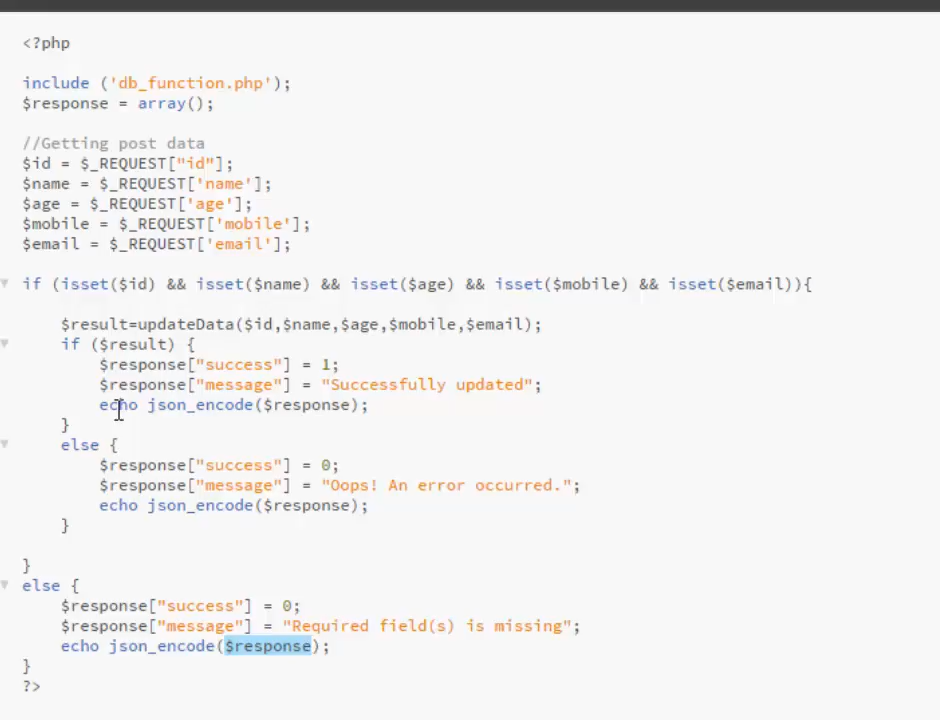 <?php
include ('db_function.php');
$response = array();
//Getting post data
$id = $_REQUEST["id"];
$name = $_REQUEST['name'];
$age = $_REQUEST['age'];
$mobile = $_REQUEST['mobile'];
$email = $_REQUEST['email'];
if (isset($id) && isset($name) && isset($age) && isset($mobile) && isset($email)){
$result=updateData($id,$name,$age,$mobile,$email);
if ($result) {
$response["success"] = 1;
$response["message"] = "Successfully updated";
echo json_encode($response);
}
else {
$response["success"] = 0;
$response["message"] = "Oops! An error occurred.";
echo json_encode($response);
}
}
else {
$response["success"] = 0;
$response["message"] = "Required field(s) is missing";
echo json_encode($response);
}
?>